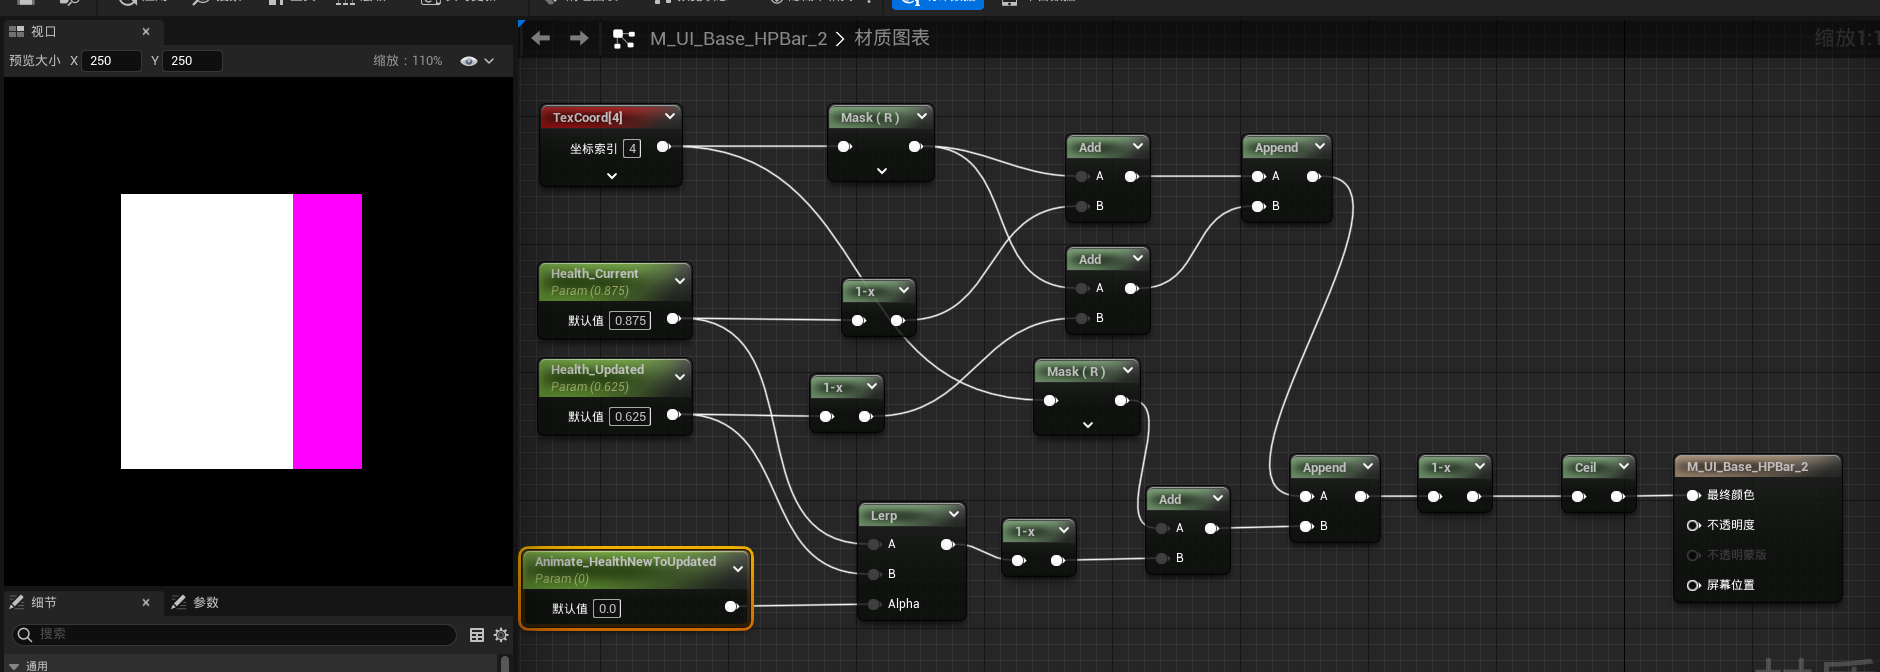 视口
预览大小 X 250 Y 250 缩放：110%
M_UI_Base_HPBar_2 > 材质图表
缩放1:1
TexCoord[4]
坐标索引 4
Mask ( R )
Add
A
B
Append
A
B
Add
A
B
Health_Current
Param (0.875)
默认值 0.875
1-x
Health_Updated
Param (0.625)
默认值 0.625
1-x
Mask ( R )
Append
A
B
1-x
Ceil
M_UI_Base_HPBar_2
最终颜色
不透明度
不透明蒙版
屏幕位置
Lerp
A
B
Alpha
1-x
Add
A
B
Animate_HealthNewToUpdated
Param (0)
默认值 0.0
细节
参数
搜索
通用